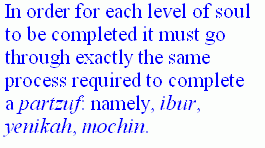 In order for each level of soul
to be completed it must go
through exactly the same
process required to complete
a partzuf: namely, ibur,
yenikah, mochin.